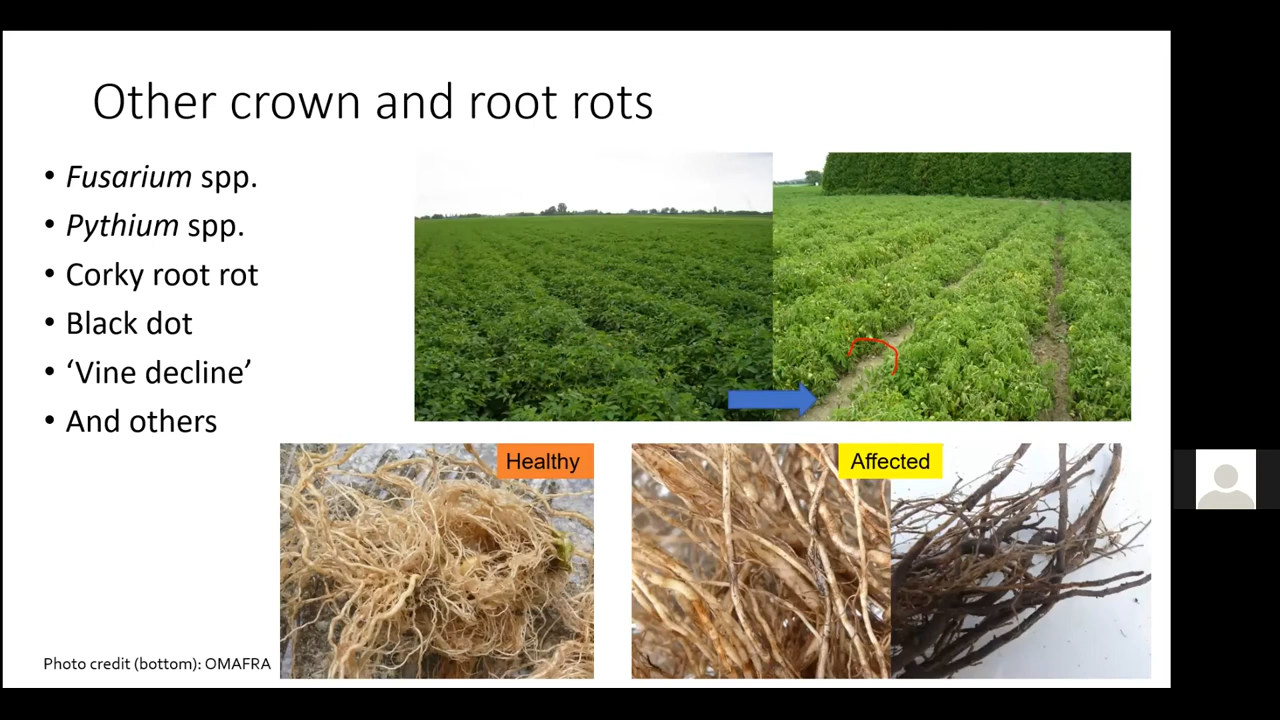 Other crown and root rots
• Fusarium spp.
• Pythium spp.
• Corky root rot
• Black dot
• ‘Vine decline’
• And others
Healthy
Affected
Photo credit (bottom): OMAFRA